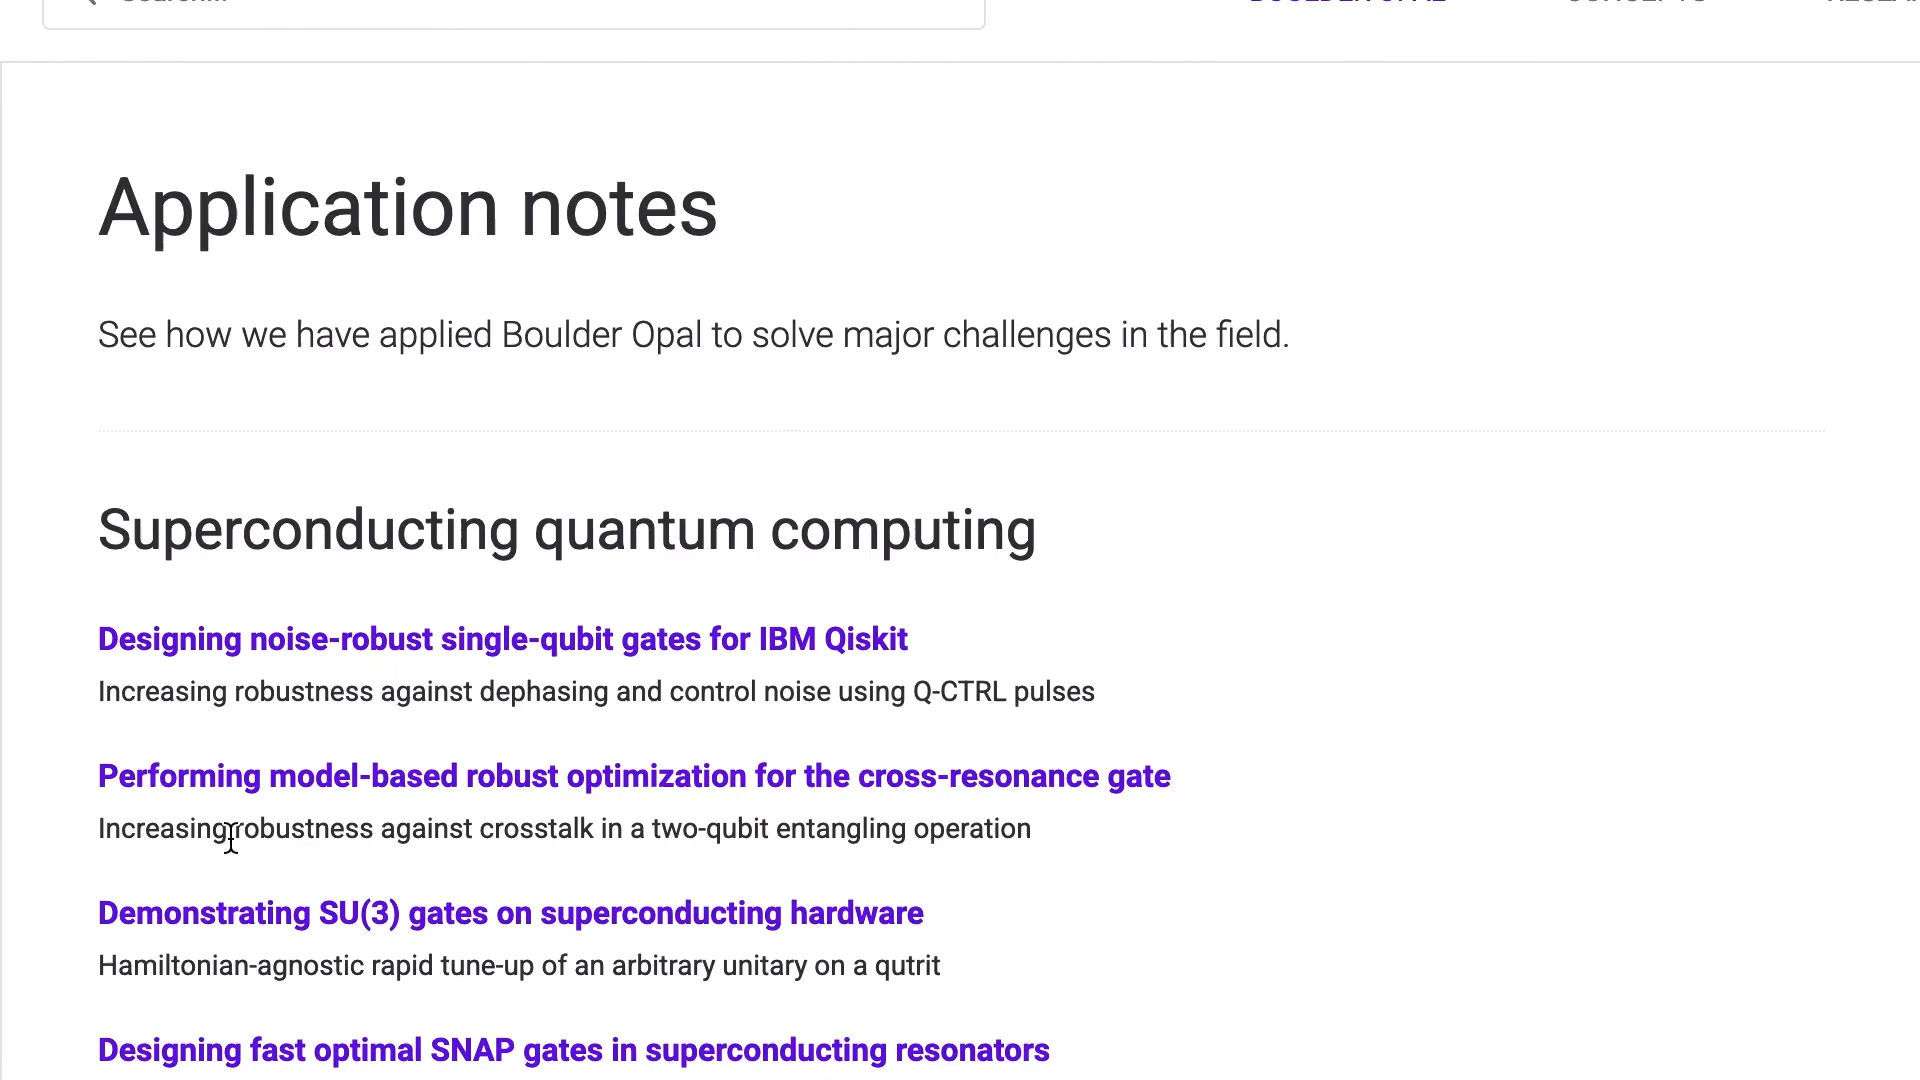 Application notes
See how we have applied Boulder Opal to solve major challenges in the field.
Superconducting quantum computing
Designing noise-robust single-qubit gates for IBM Qiskit
Increasing robustness against dephasing and control noise using Q-CTRL pulses
Performing model-based robust optimization for the cross-resonance gate
Increasing robustness against crosstalk in a two-qubit entangling operation
Demonstrating SU(3) gates on superconducting hardware
Hamiltonian-agnostic rapid tune-up of an arbitrary unitary on a qutrit
Designing fast optimal SNAP gates in superconducting resonators